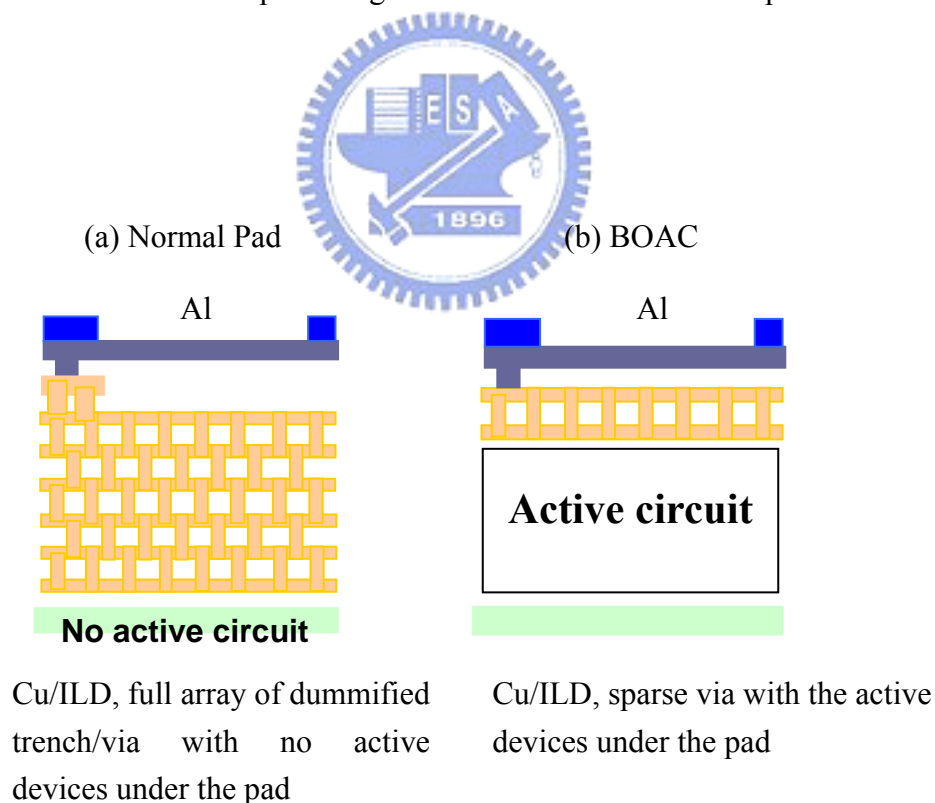 ESA
1896
(a) Normal Pad
(b) BOAC
Al
Al
Active circuit
No active circuit
Cu/ILD, full array of dummified
trench/via with no active
devices under the pad
Cu/ILD, sparse via with the active
devices under the pad